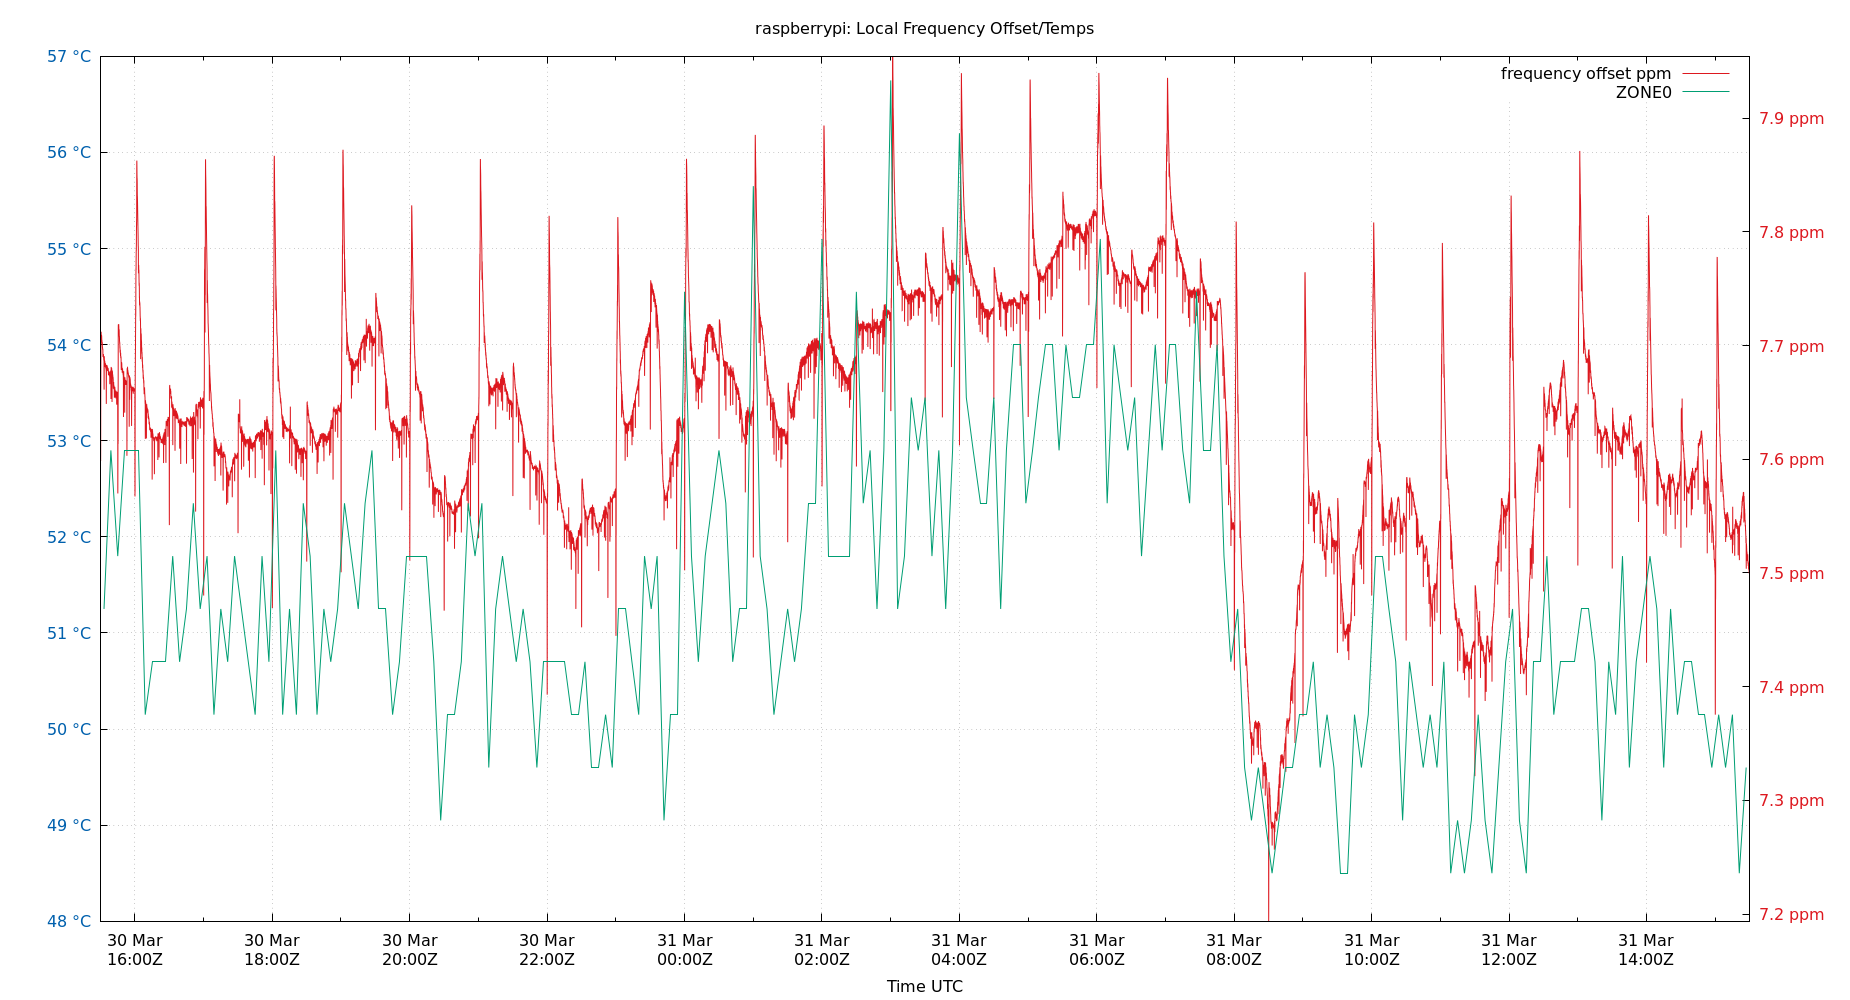 raspberrypi: Local Frequency Offset/Temps
frequency offset ppm
ZONE0
57 °C
56 °C
55 °C
54 °C
53 °C
52 °C
51 °C
50 °C
49 °C
48 °C
7.9 ppm
7.8 ppm
7.7 ppm
7.6 ppm
7.5 ppm
7.4 ppm
7.3 ppm
7.2 ppm
30 Mar 30 Mar 30 Mar 30 Mar 31 Mar 31 Mar 31 Mar 31 Mar 31 Mar 31 Mar 31 Mar 31 Mar
16:00Z 18:00Z 20:00Z 22:00Z 00:00Z 02:00Z 04:00Z 06:00Z 08:00Z 10:00Z 12:00Z 14:00Z
Time UTC